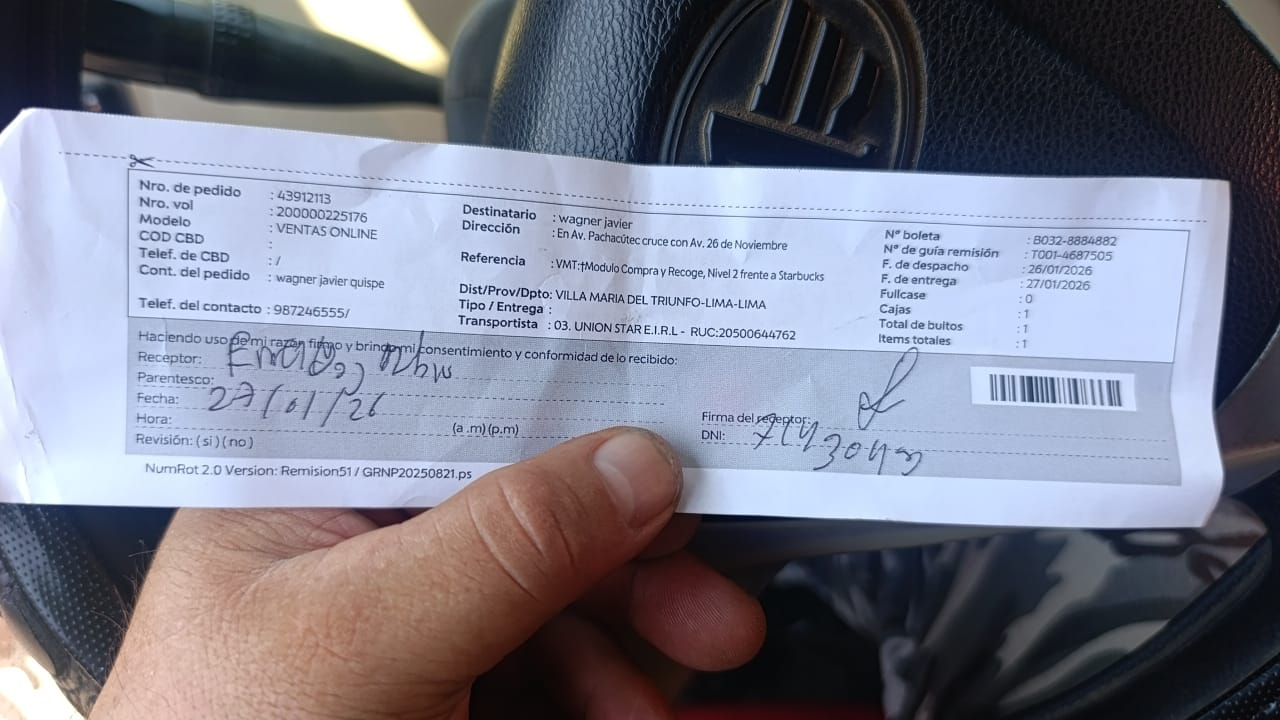 Nro. de pedido : 43912113
Nro. vol : 200000225176
Modelo : VENTAS ONLINE
COD CBD :
Telef. de CBD : /
Cont. del pedido : wagner javier quispe
Telef. del contacto : 987246555/
Destinatario : wagner javier
Dirección : En Av. Pachacútec cruce con Av. 26 de Noviembre
Referencia : VMT:†Modulo Compra y Recoge, Nivel 2 frente a Starbucks
Dist/Prov/Dpto: VILLA MARIA DEL TRIUNFO-LIMA-LIMA
Tipo / Entrega :
Transportista : 03. UNION STAR E.I.R.L - RUC:20500644762
Nº boleta : B032-8884882
Nº de guía remisión : T001-4687505
F. de despacho : 26/01/2026
F. de entrega : 27/01/2026
Fullcase : 0
Cajas : 1
Total de bultos : 1
Items totales : 1
Haciendo uso de mi razón firmo y brindo mi consentimiento y conformidad de lo recibido:
Receptor:
Parentesco:
Fecha: 27/01/26
Hora: (a .m) (p.m)
Revisión: ( si ) ( no )
Firma del receptor:
DNI:
NumRot 2.0 Version: Remision51 / GRNP20250821.ps